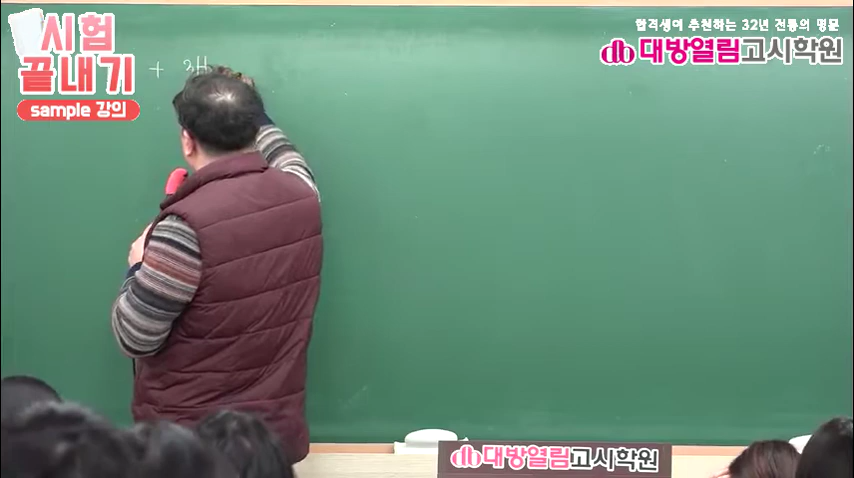 시험
끝내기
sample 강의
합격생이 추천하는 32년 전통의 명문
db 대방열림고시학원
+
db 대방열림고시학원